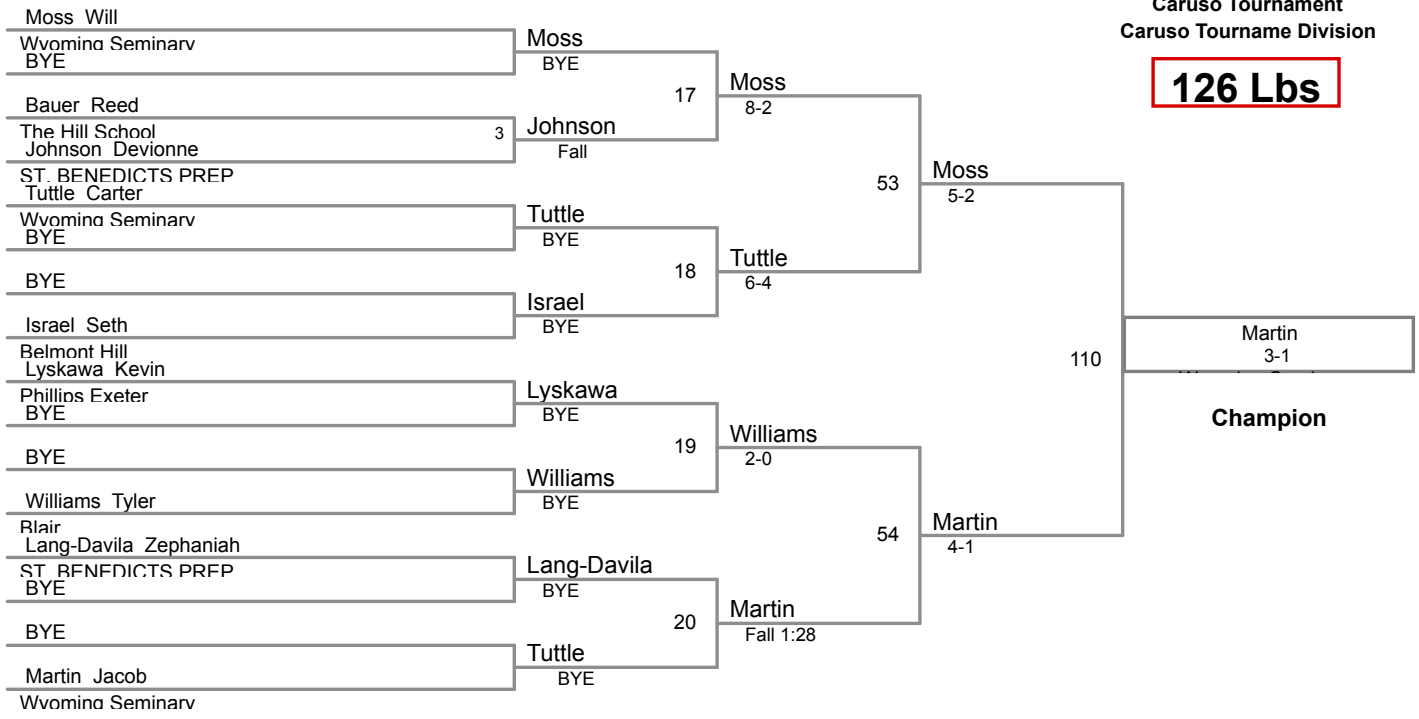 Caruso Tournament
Caruso Tourname Division
126 Lbs
Moss Will
Wyoming Seminary
BYE
Bauer Reed
The Hill School
Johnson Devionne
ST. BENEDICTS PREP
Tuttle Carter
Wyoming Seminary
BYE
BYE
Israel Seth
Belmont Hill
Lyskawa Kevin
Phillips Exeter
BYE
BYE
Williams Tyler
Blair
Lang-Davila Zephaniah
ST. BENEDICTS PREP
BYE
BYE
Martin Jacob
Wyoming Seminary
3
Moss
BYE
Johnson
Fall
Tuttle
BYE
Israel
BYE
Lyskawa
BYE
Williams
BYE
Lang-Davila
BYE
Tuttle
BYE
17
18
19
20
Moss
8-2
Tuttle
6-4
Williams
2-0
Martin
Fall 1:28
53
54
Moss
5-2
Martin
4-1
110
Martin
3-1
Champion